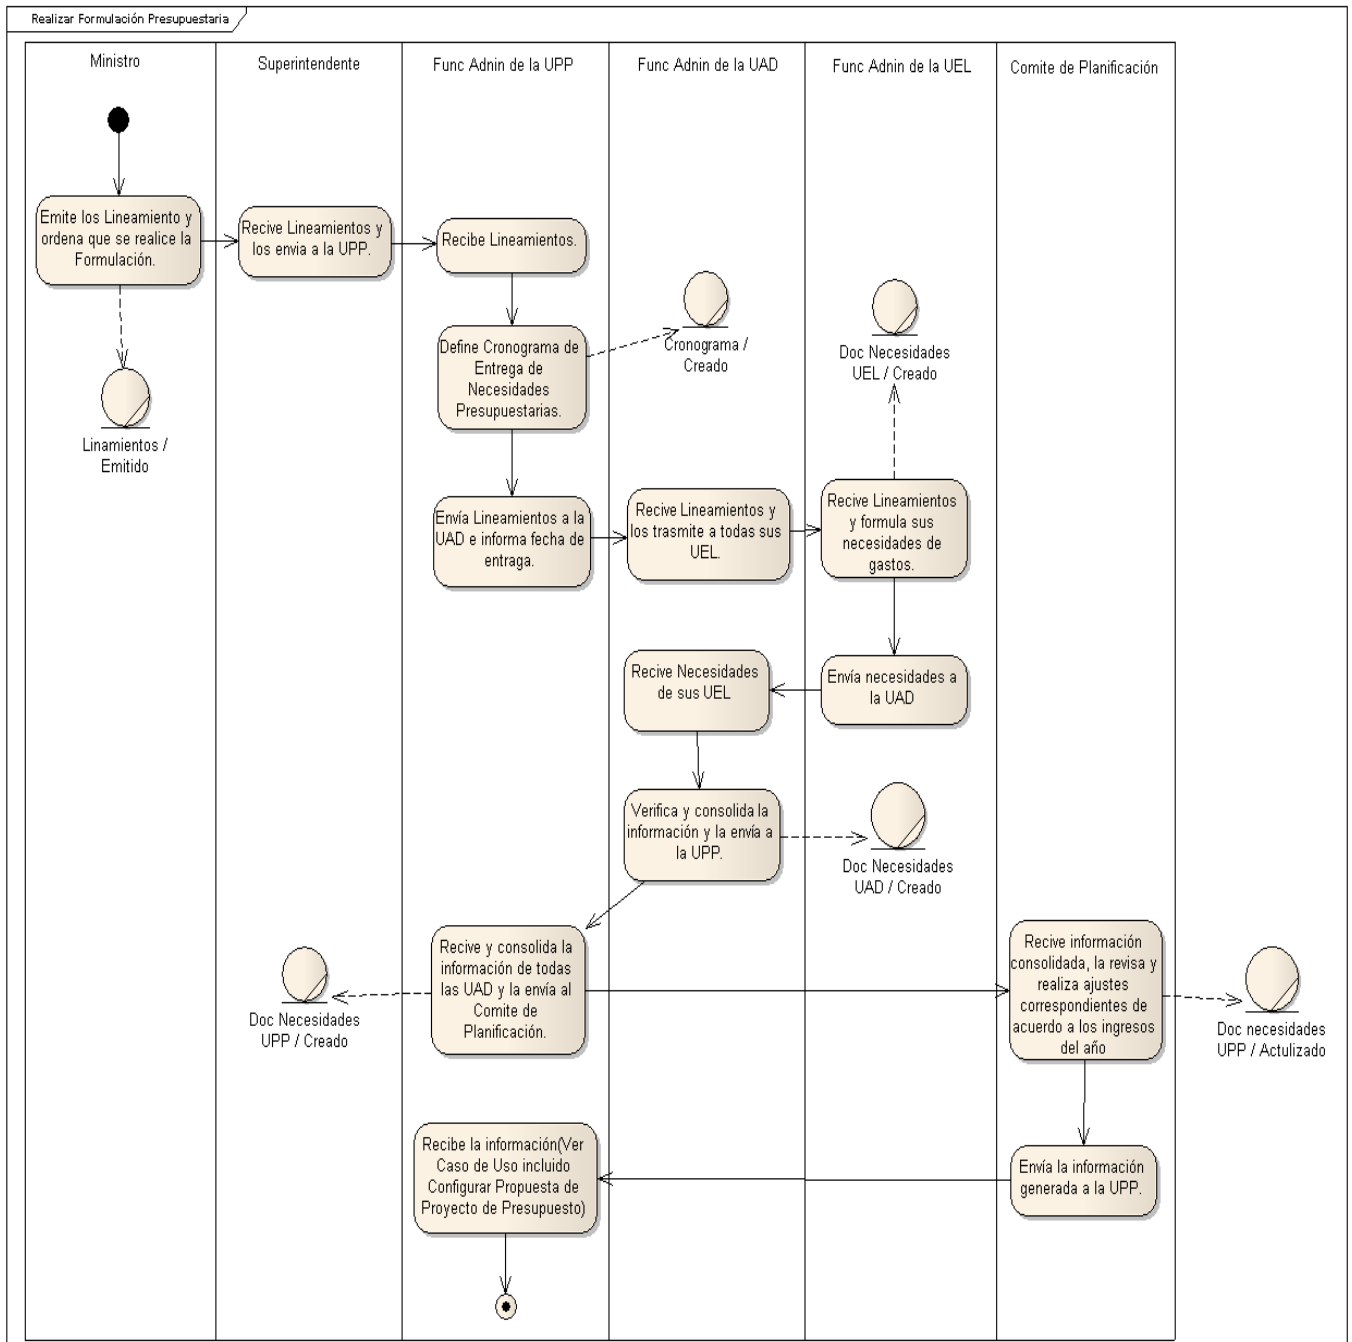 Realizar Formulación Presupuestaria
Ministro
Superintendente
Func Admin de la UPP
Func Admin de la UAD
Func Admin de la UEL
Comite de Planificación
Emite los Lineamiento y
ordena que se realice la
Formulación.
Recive Lineamientos y
los envia a la UPP.
Recibe Lineamientos.
Linamientos /
Emitido
Define Cronograma de
Entrega de
Necesidades
Presupuestarias.
Cronograma /
Creado
Doc Necesidades
UEL / Creado
Envía Lineamientos a la
UAD e informa fecha de
entraga.
Recive Lineamientos y
los trasmite a todas sus
UEL.
Recive Lineamientos
y formula sus
necesidades de
gastos.
Envía necesidades a
la UAD
Recive Necesidades
de sus UEL
Verifica y consolida la
información y la envía a
la UPP.
Doc Necesidades
UAD / Creado
Recive y consolida la
información de todas
las UAD y la envía al
Comite de
Planificación.
Doc Necesidades
UPP / Creado
Recive información
consolidada, la revisa y
realiza ajustes
correspondientes de
acuerdo a los ingresos
del año
Doc necesidades
UPP / Actulizado
Envía la información
generada a la UPP.
Recibe la información(Ver
Caso de Uso incluido
Configurar Propuesta de
Proyecto de Presupuesto)